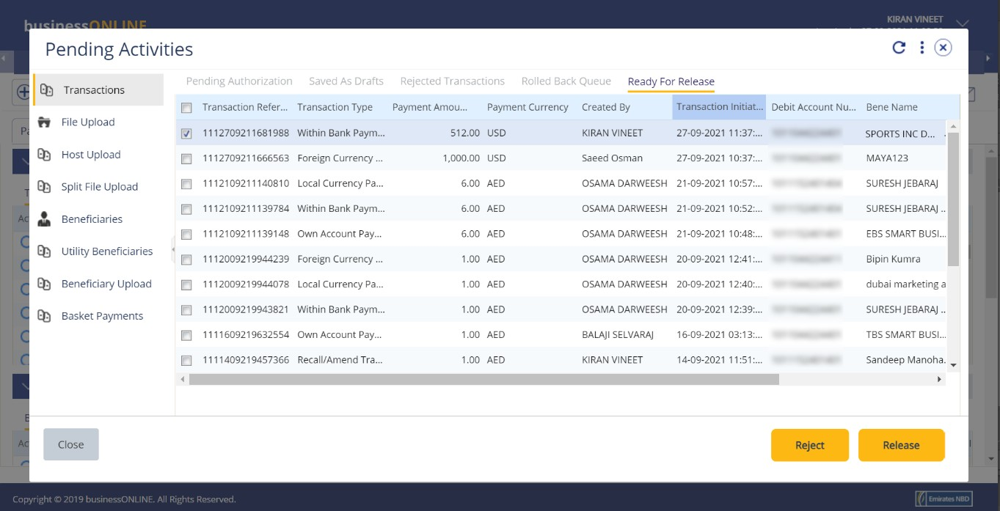 businessONLINE
KIRAN VINEET
Pending Activities
Transactions
File Upload
Host Upload
Split File Upload
Beneficiaries
Utility Beneficiaries
Beneficiary Upload
Basket Payments
Pending Authorization Saved As Drafts Rejected Transactions Rolled Back Queue Ready For Release
Transaction Refer... Transaction Type Payment Amou... Payment Currency Created By Transaction Initiat... Debit Account Nu... Bene Name
1112709211681988 Within Bank Paym... 512.00 USD KIRAN VINEET 27-09-2021 11:37:... SPORTS INC D...
1112709211666563 Foreign Currency ... 1,000.00 USD Saeed Osman 27-09-2021 10:37:... MAYA123
1112109211140810 Local Currency Pa... 6.00 AED OSAMA DARWEESH 21-09-2021 10:57:... SURESH JEBARAJ
1112109211139784 Within Bank Paym... 6.00 AED OSAMA DARWEESH 21-09-2021 10:52:... SURESH JEBARAJ ..
1112109211139148 Own Account Pay... 6.00 AED OSAMA DARWEESH 21-09-2021 10:48:... EBS SMART BUSI...
1112009219944239 Foreign Currency ... 1.00 AED OSAMA DARWEESH 20-09-2021 12:41:... Bipin Kumra
1112009219944078 Local Currency Pa... 1.00 AED OSAMA DARWEESH 20-09-2021 12:40:... dubai marketing a
1112009219943821 Within Bank Paym... 1.00 AED OSAMA DARWEESH 20-09-2021 12:39:... SURESH JEBARAJ ..
1111609219632554 Own Account Pay... 1.00 AED BALAJI SELVARAJ 16-09-2021 03:13:... TBS SMART BUSI...
1111409219457366 Recall/Amend Tra... 1.00 AED KIRAN VINEET 14-09-2021 11:51:... Sandeep Manoha.
Close
Reject
Release
Copyright © 2019 businessONLINE. All Rights Reserved.
Emirates NBD